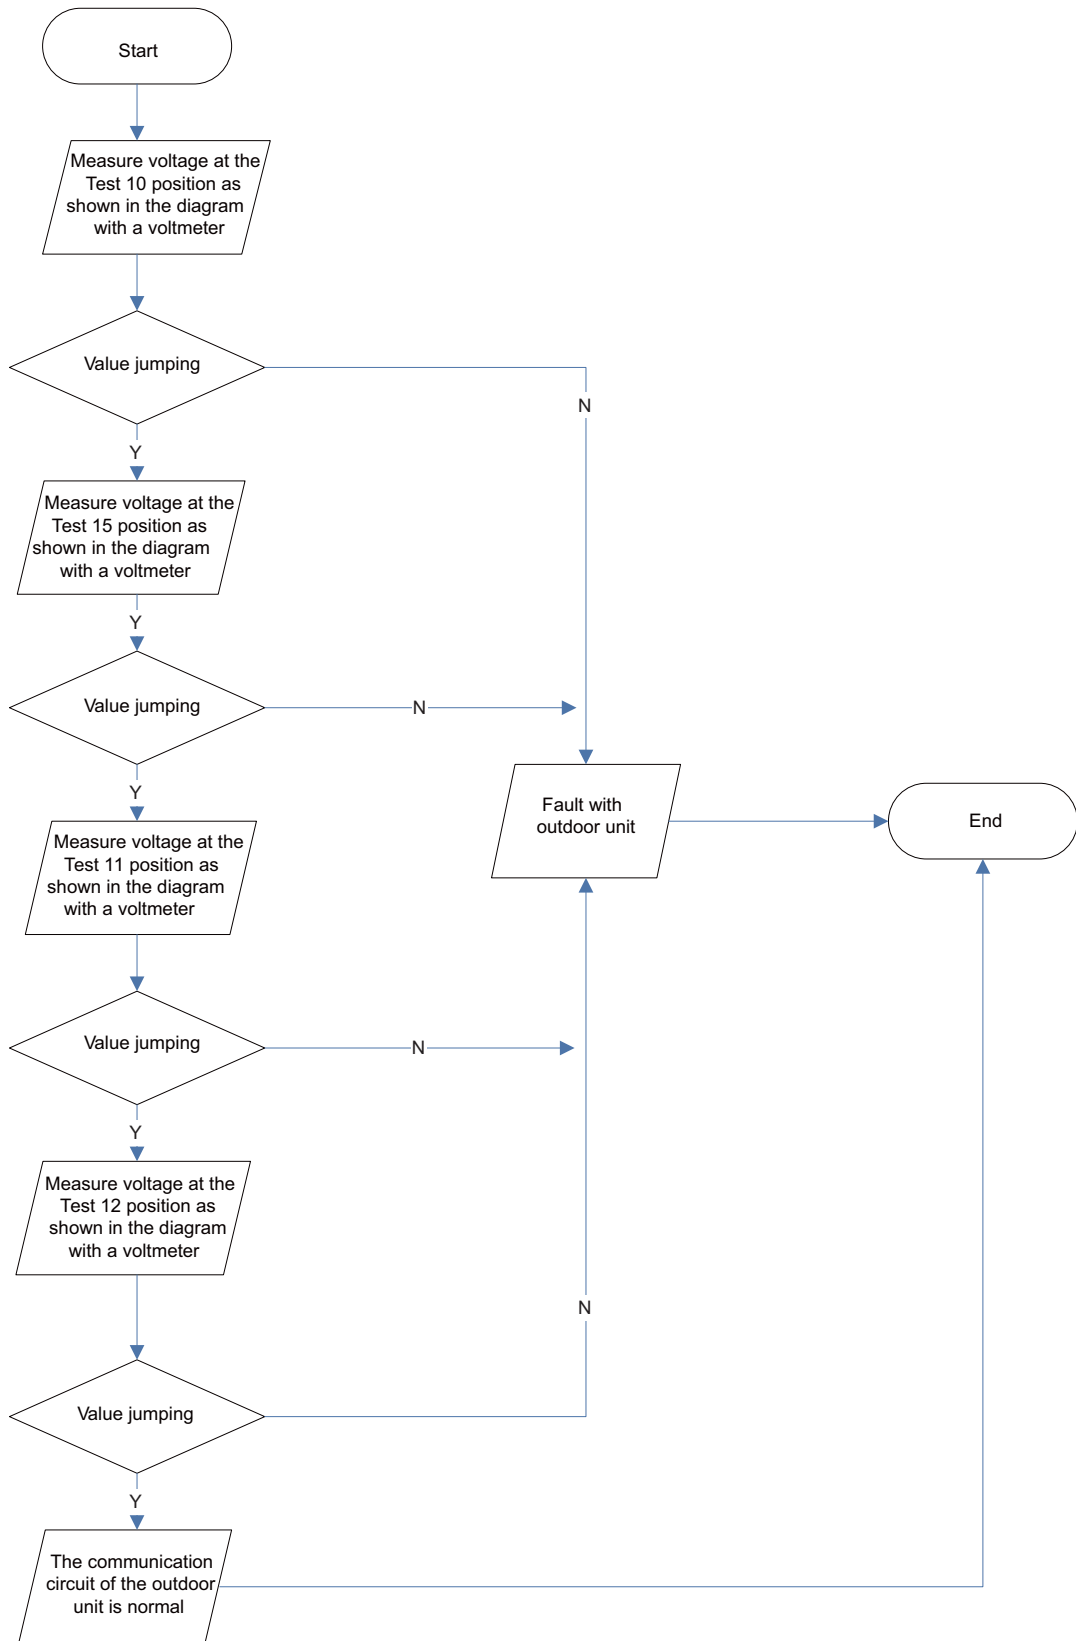 Start
Measure voltage at the
Test 10 position as
shown in the diagram
with a voltmeter
Value jumping
N
Y
Measure voltage at the
Test 15 position as
shown in the diagram
with a voltmeter
Y
Value jumping
N
Y
Measure voltage at the
Test 11 position as
shown in the diagram
with a voltmeter
Fault with
outdoor unit
End
Value jumping
N
Y
Measure voltage at the
Test 12 position as
shown in the diagram
with a voltmeter
N
Value jumping
Y
The communication
circuit of the outdoor
unit is normal